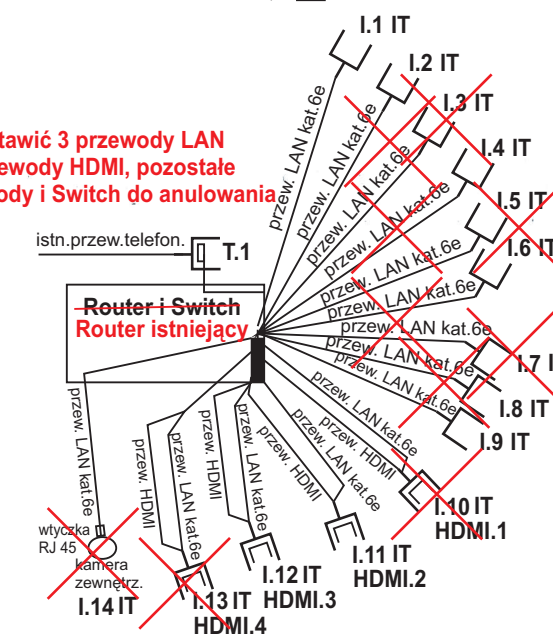 I.1 IT
I.2 IT
I.3 IT
tawić 3 przewody LAN
ewody HDMI, pozostałe
ody i Switch do anulowania
I.4 IT
I.5 IT
I.6 IT
istn.przew.telefon.
T.1
przew. LAN kat.6e
przew. LAN kat.6e
przew. LAN kat.6e
przew. LAN kat.6e
przew. LAN kat.6e
przew. LAN kat.6e
przew. LAN kat.6e
przew. LAN kat.6e
przew. LAN kat.6e
Router i Switch
Router istniejący
I.7 I
I.8 IT
I.9 IT
przew. LAN kat.6e
przew. HDMI
przew. LAN kat.6e
przew. HDMI
przew. LAN kat.6e
przew. HDMI
przew. LAN kat.6e
przew. HDMI
przew. LAN kat.6e
I.10 IT
HDMI.1
I.11 IT
HDMI.2
I.12 IT
HDMI.3
I.13 IT
HDMI.4
wtyczka
RJ 45
kamera
zewnętrz.
I.14 IT